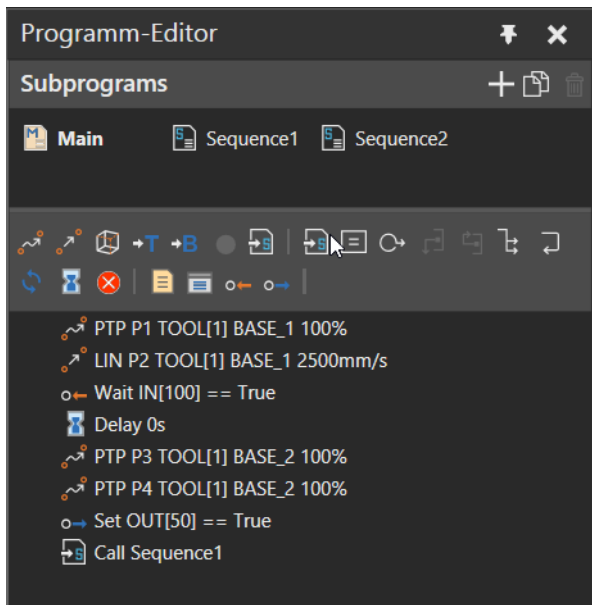 Programm-Editor
Subprograms
Main Sequence1 Sequence2
PTP P1 TOOL[1] BASE_1 100%
LIN P2 TOOL[1] BASE_1 2500mm/s
Wait IN[100] == True
Delay 0s
PTP P3 TOOL[1] BASE_2 100%
PTP P4 TOOL[1] BASE_2 100%
Set OUT[50] == True
Call Sequence1